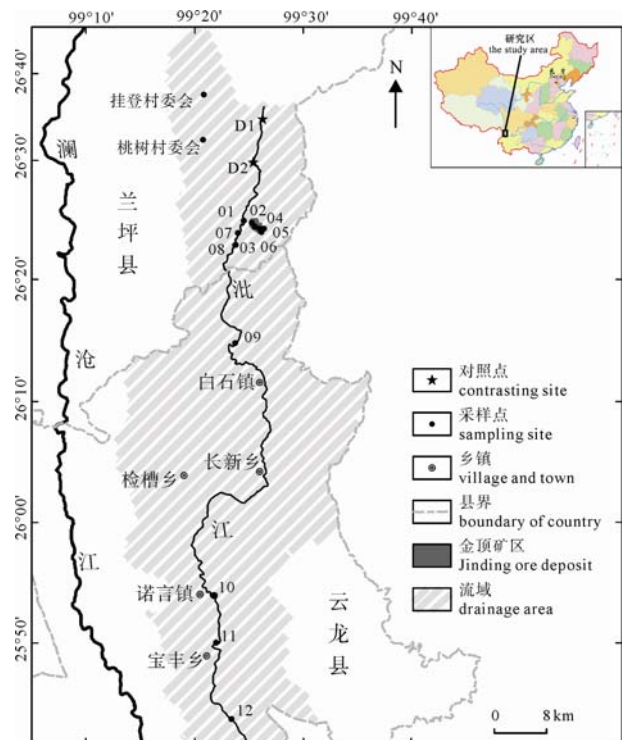 99°10′ 99°20′ 99°30′ 99°40′
26°40′
26°30′
26°20′
26°10′
26°00′
25°50′
研究区
the study area
N
挂登村委会
桃树村委会
D1
D2
澜
沧
江
兰
坪
县
01 02
04
07 05
08 03 06
沘
09
白石镇
长新乡
检槽乡
江
诺言镇 10
11
宝丰乡
12
云
龙
县
对照点
contrasting site
采样点
sampling site
乡镇
village and town
县界
boundary of country
金顶矿区
Jinding ore deposit
流域
drainage area
0 8 km